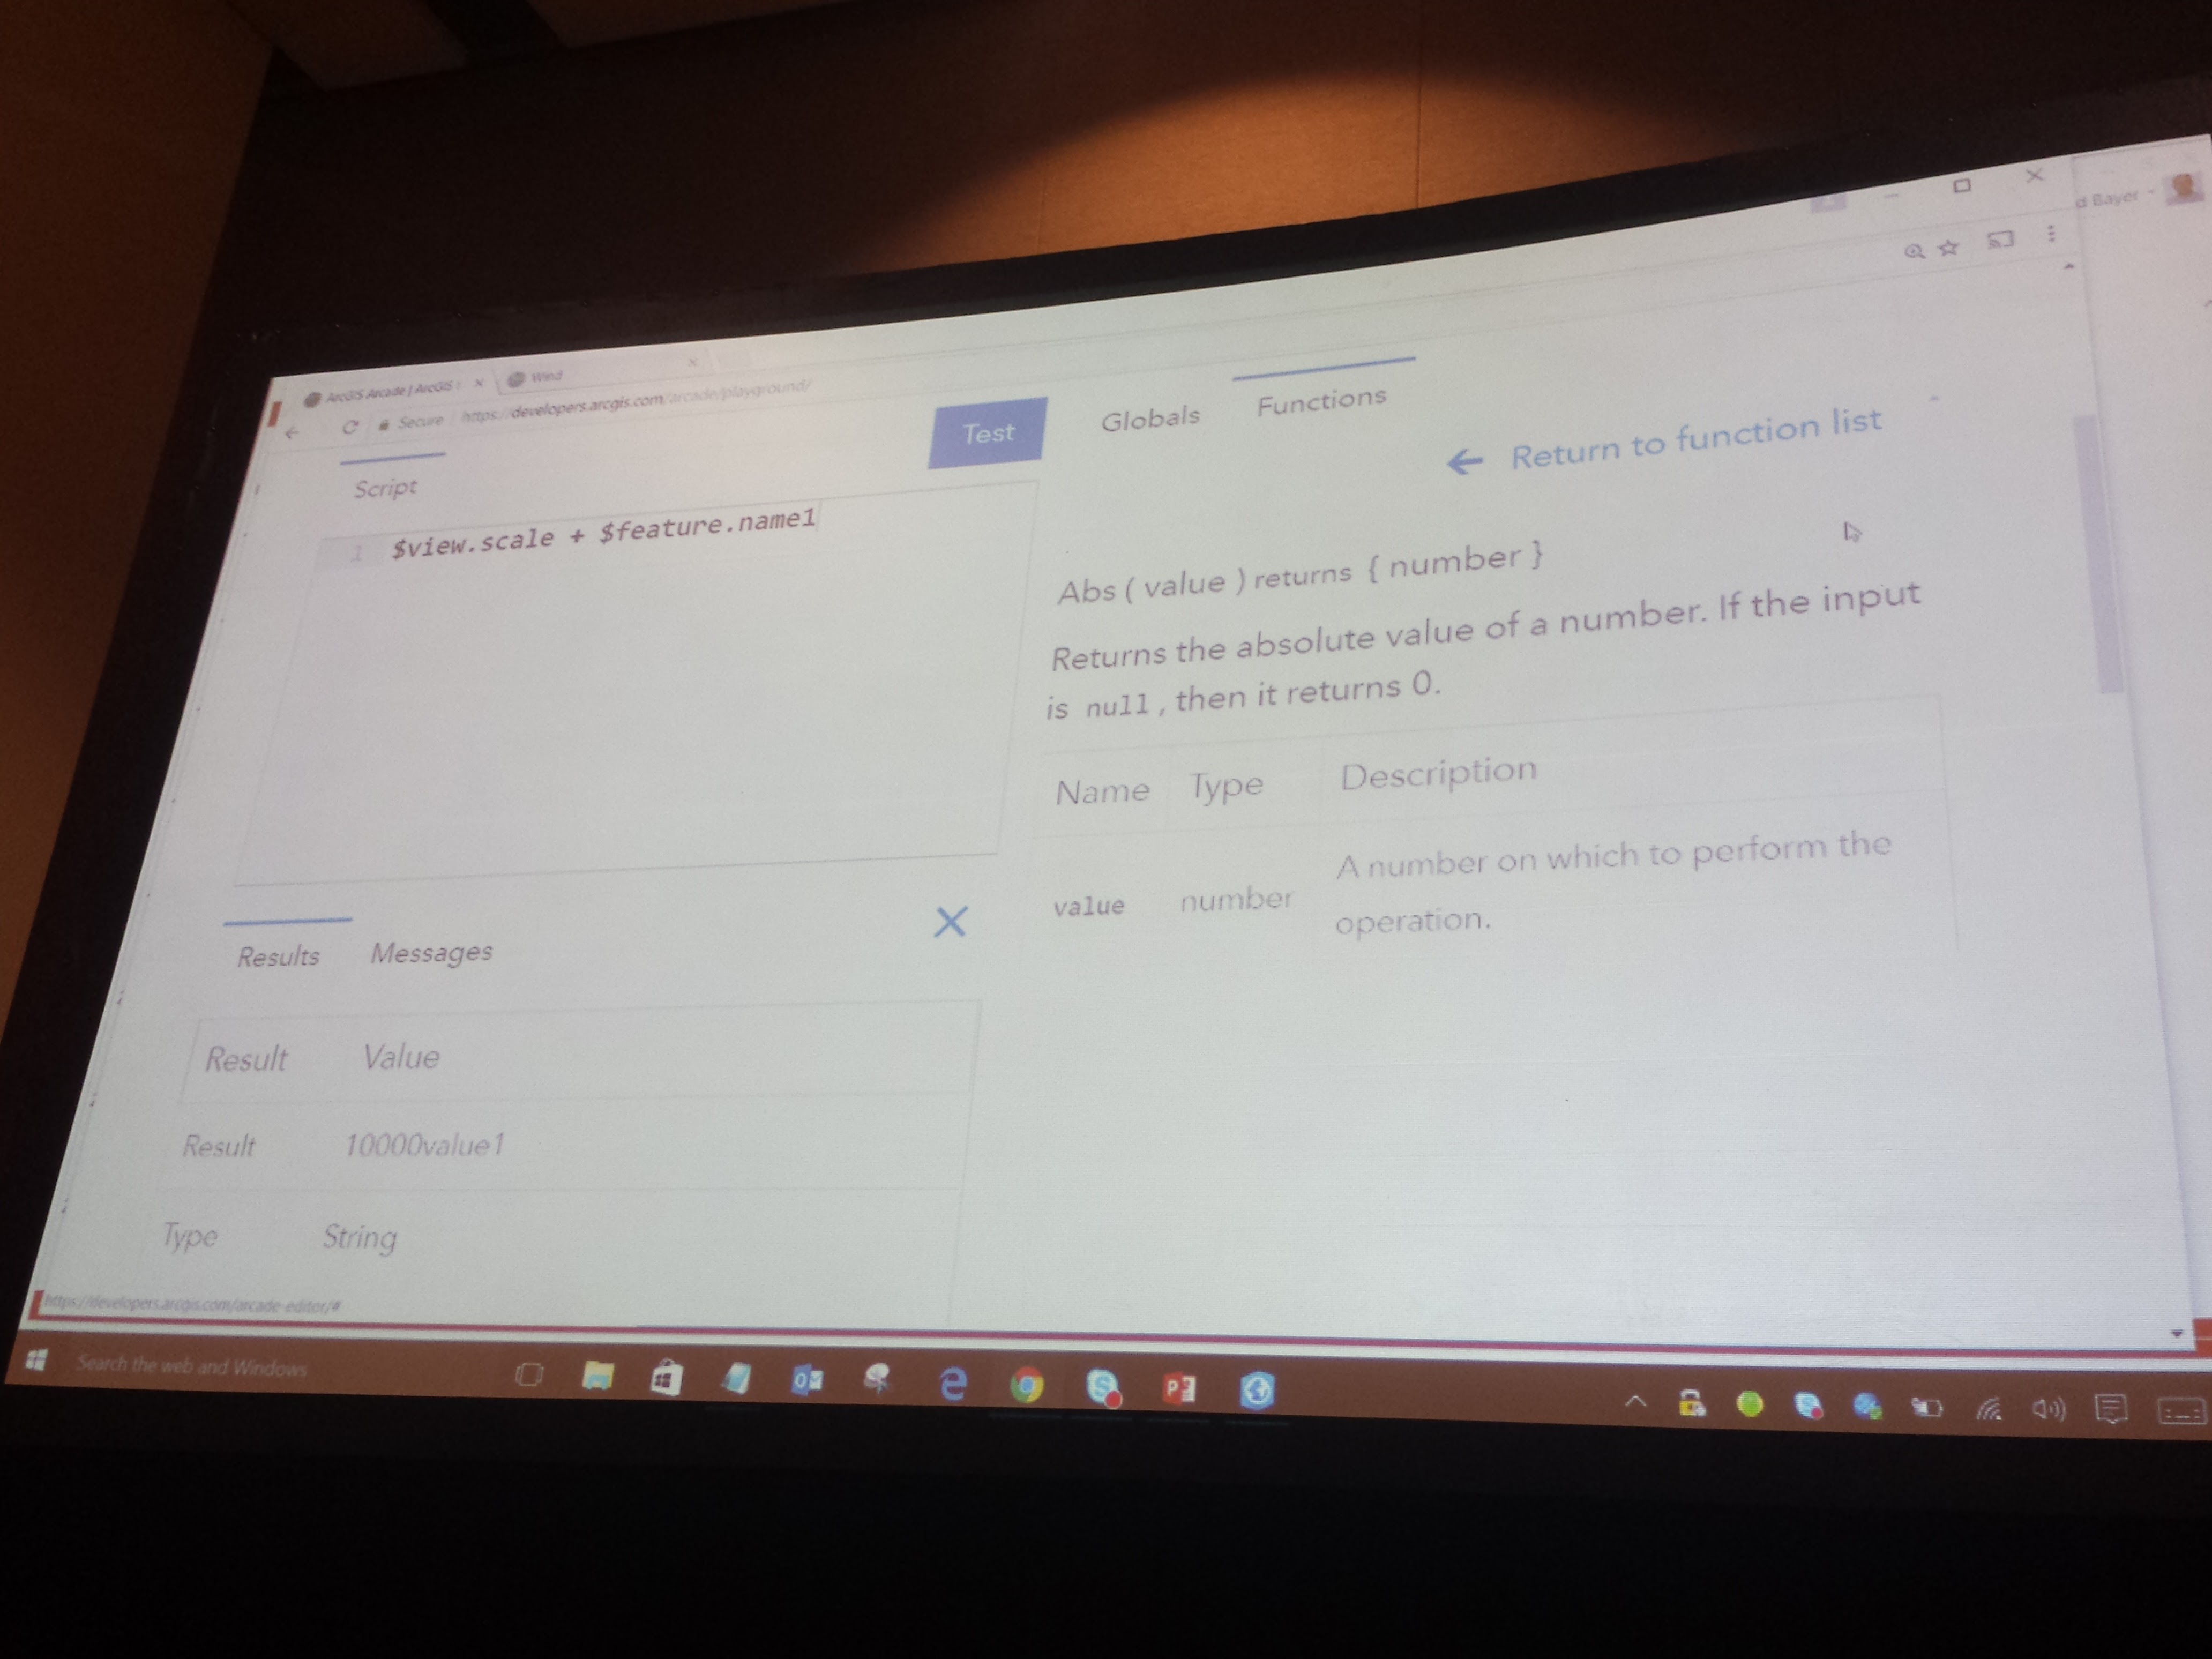 d Bayer
ArcGIS Arcade | ArcGIS
Wind
Secure https://developers.arcgis.com/arcade/playground/
Script
Test
Globals
Functions
← Return to function list
1 $view.scale + $feature.name1
Abs ( value ) returns { number }
Returns the absolute value of a number. If the input
is null , then it returns 0.
Name Type Description
value number A number on which to perform the
operation.
Results Messages
Result Value
Result 10000value1
Type String
https://developers.arcgis.com/arcade-editor/#
Search the web and Windows